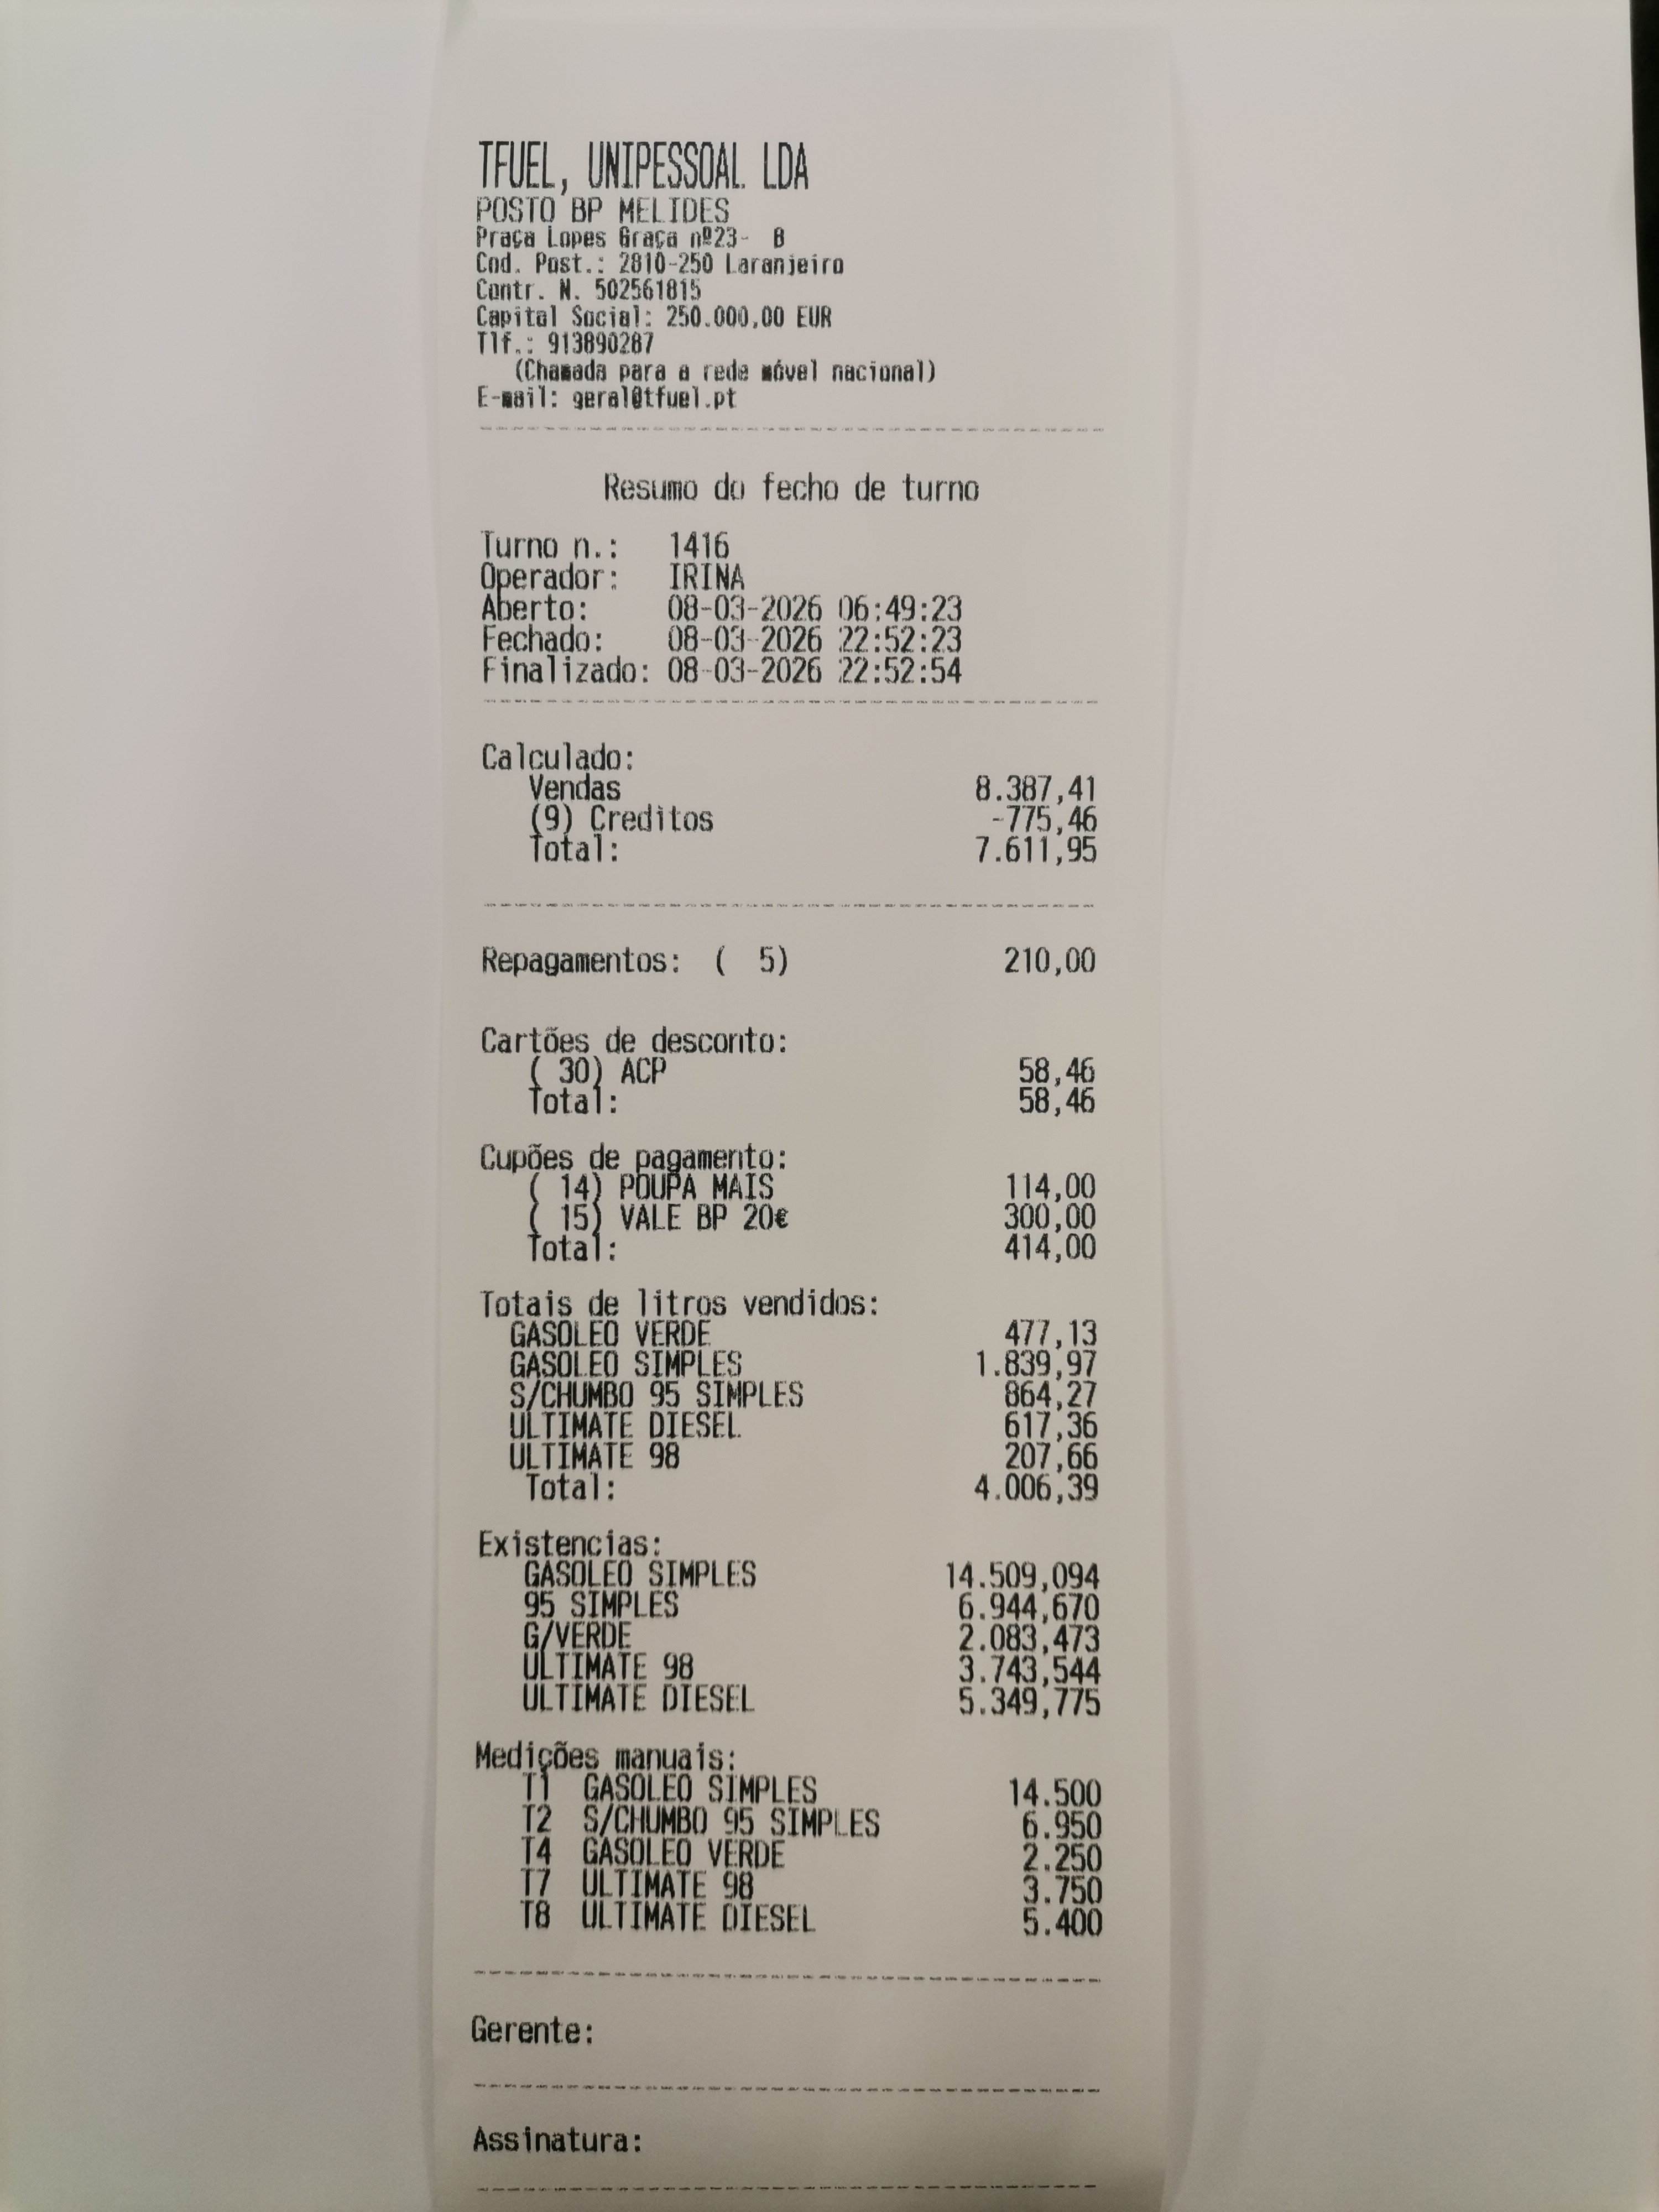 TFUEL, UNIPESSOAL LDA
POSTO BP MELIDES
Praça Lopes Graça nº23-  B
Cod. Post.: 2810-250 Laranjeiro
Contr. N. 502561815
Capital Social: 250.000,00 EUR
Tlf.: 913890287
(Chamada para a rede móvel nacional)
E-mail: geral@tfuel.pt
Resumo do fecho de turno
Turno n.: 1416
Operador: IRINA
Aberto: 08-03-2026 06:49:23
Fechado: 08-03-2026 22:52:23
Finalizado: 08-03-2026 22:52:54
Calculado:
Vendas 8.387,41
(9) Creditos -775,46
Total: 7.611,95
Repagamentos: ( 5) 210,00
Cartões de desconto:
( 30) ACP 58,46
Total: 58,46
Cupões de pagamento:
( 14) POUPA MAIS 114,00
( 15) VALE BP 20€ 300,00
Total: 414,00
Totais de litros vendidos:
GASOLEO VERDE 477,13
GASOLEO SIMPLES 1.839,97
S/CHUMBO 95 SIMPLES 864,27
ULTIMATE DIESEL 617,36
ULTIMATE 98 207,66
Total: 4.006,39
Existencias:
GASOLEO SIMPLES 14.509,094
95 SIMPLES 6.944,670
G/VERDE 2.083,473
ULTIMATE 98 3.743,544
ULTIMATE DIESEL 5.349,775
Medições manuais:
T1 GASOLEO SIMPLES 14.500
T2 S/CHUMBO 95 SIMPLES 6.950
T4 GASOLEO VERDE 2.250
T7 ULTIMATE 98 3.750
T8 ULTIMATE DIESEL 5.400
Gerente:
Assinatura: